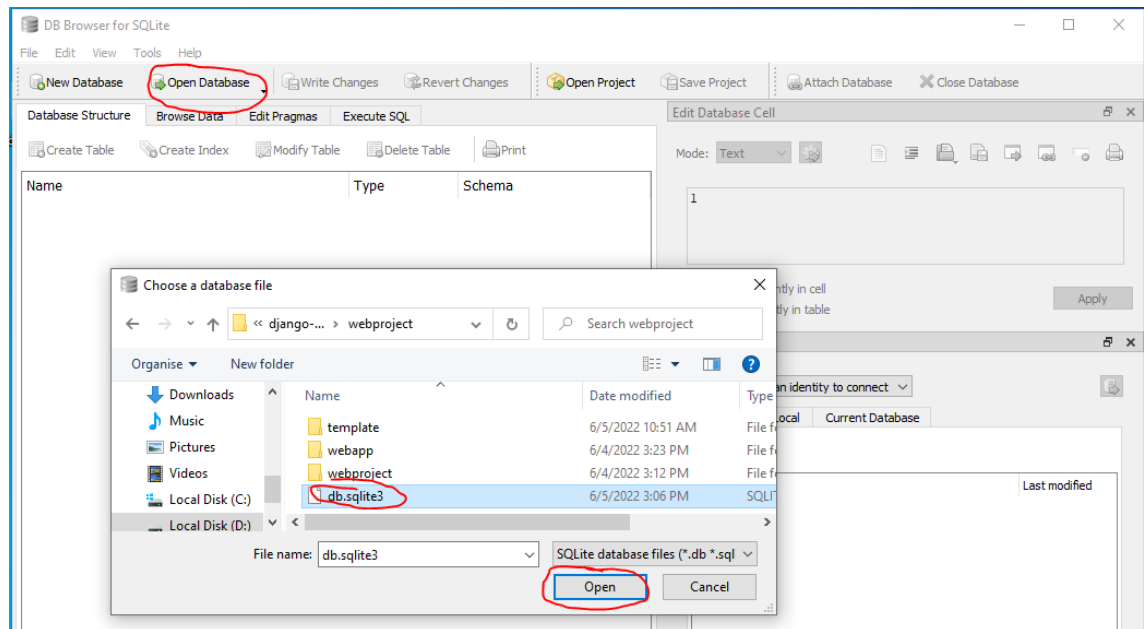 DB Browser for SQLite
File Edit View Tools Help
New Database Open Database Write Changes Revert Changes Open Project Save Project Attach Database Close Database
Database Structure Browse Data Edit Pragmas Execute SQL
Edit Database Cell
Create Table Create Index Modify Table Delete Table Print
Mode: Text
Name Type Schema
1
Choose a database file
« django-... › webproject
Search webproject
Organise New folder
Downloads
Music
Pictures
Videos
Local Disk (C:)
Local Disk (D:)
Name Date modified Type
template 6/5/2022 10:51 AM File f
webapp 6/4/2022 3:23 PM File f
webproject 6/4/2022 3:12 PM File f
db.sqlite3 6/5/2022 3:06 PM SQLIT
File name: db.sqlite3 SQLite database files (*.db *.sql
Open Cancel
ntly in cell
tly in table
Apply
an identity to connect
ocal Current Database
Last modified